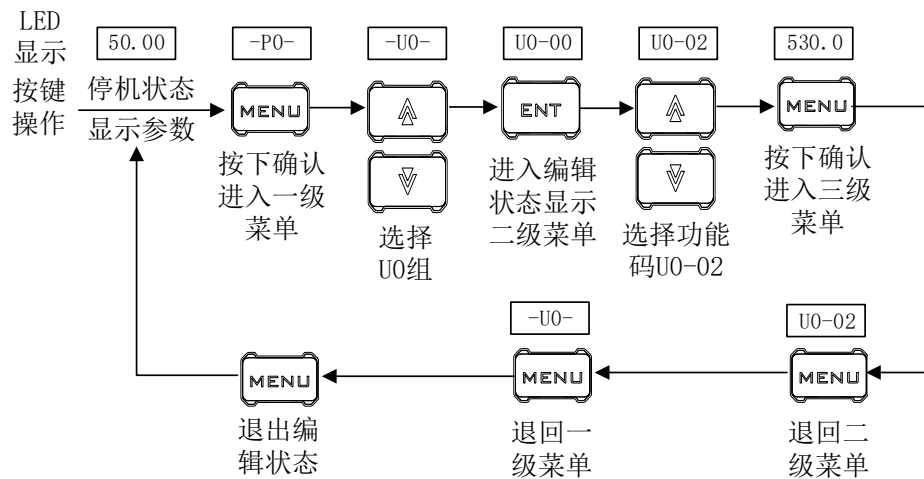 LED
显示
50.00
-P0-
-U0-
U0-00
U0-02
530.0
按键
操作
停机状态
显示参数
MENU
ENT
MENU
按下确认
进入一级
菜单
选择
U0组
进入编辑
状态显示
二级菜单
选择功能
码U0-02
按下确认
进入三级
菜单
-U0-
U0-02
MENU
MENU
MENU
退出编
辑状态
退回一
级菜单
退回二
级菜单